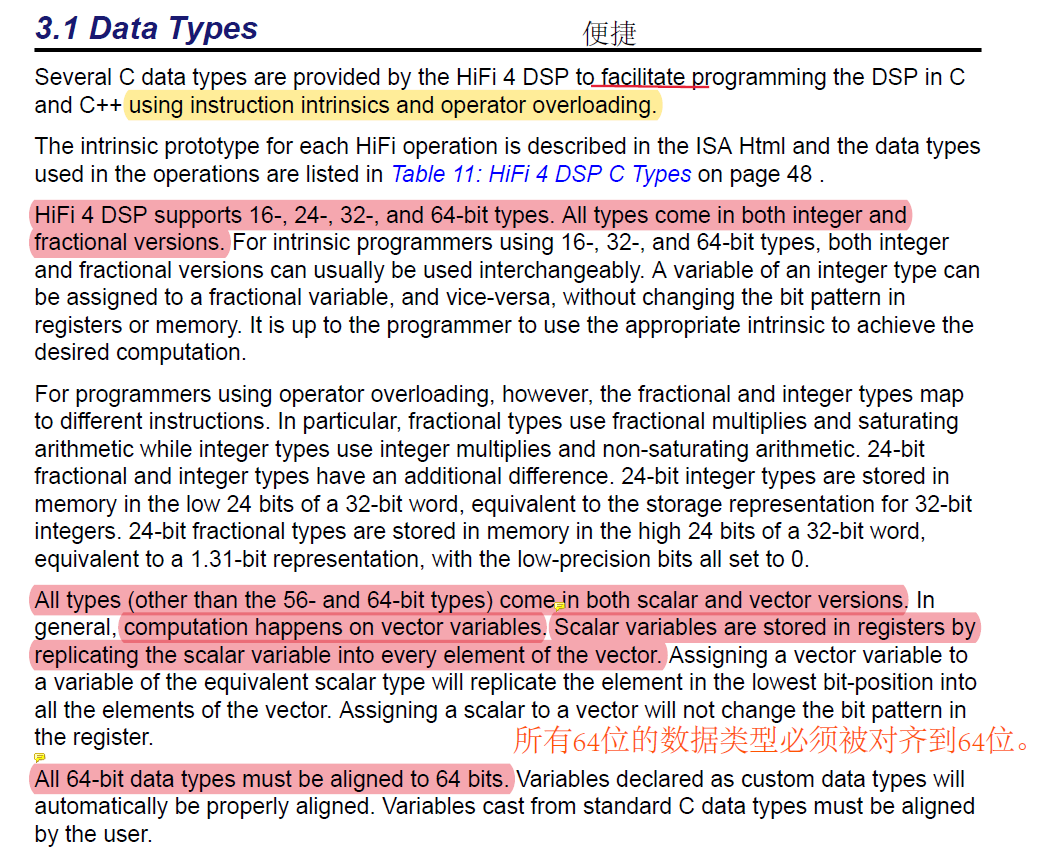 3.1 Data Types
便捷
Several C data types are provided by the HiFi 4 DSP to facilitate programming the DSP in C
and C++ using instruction intrinsics and operator overloading.
The intrinsic prototype for each HiFi operation is described in the ISA Html and the data types
used in the operations are listed in Table 11: HiFi 4 DSP C Types on page 48 .
HiFi 4 DSP supports 16-, 24-, 32-, and 64-bit types. All types come in both integer and
fractional versions. For intrinsic programmers using 16-, 32-, and 64-bit types, both integer
and fractional versions can usually be used interchangeably. A variable of an integer type can
be assigned to a fractional variable, and vice-versa, without changing the bit pattern in
registers or memory. It is up to the programmer to use the appropriate intrinsic to achieve the
desired computation.
For programmers using operator overloading, however, the fractional and integer types map
to different instructions. In particular, fractional types use fractional multiplies and saturating
arithmetic while integer types use integer multiplies and non-saturating arithmetic. 24-bit
fractional and integer types have an additional difference. 24-bit integer types are stored in
memory in the low 24 bits of a 32-bit word, equivalent to the storage representation for 32-bit
integers. 24-bit fractional types are stored in memory in the high 24 bits of a 32-bit word,
equivalent to a 1.31-bit representation, with the low-precision bits all set to 0.
All types (other than the 56- and 64-bit types) come in both scalar and vector versions. In
general, computation happens on vector variables. Scalar variables are stored in registers by
replicating the scalar variable into every element of the vector. Assigning a vector variable to
a variable of the equivalent scalar type will replicate the element in the lowest bit-position into
all the elements of the vector. Assigning a scalar to a vector will not change the bit pattern in
the register.
所有64位的数据类型必须被对齐到64位。
All 64-bit data types must be aligned to 64 bits. Variables declared as custom data types will
automatically be properly aligned. Variables cast from standard C data types must be aligned
by the user.